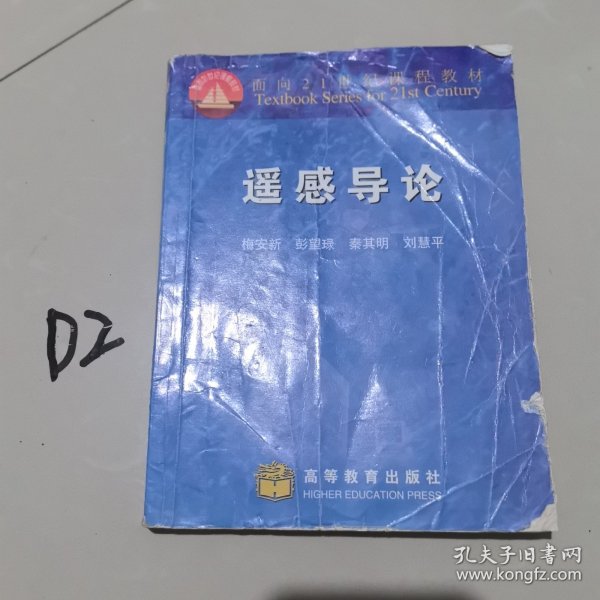 面向21世纪课程教材
Textbook Series for 21st Century
遥感导论
梅安新 彭望琭 秦其明 刘慧平
D2
高等教育出版社
HIGHER EDUCATION PRESS
孔夫子旧书网
www.kongfz.com